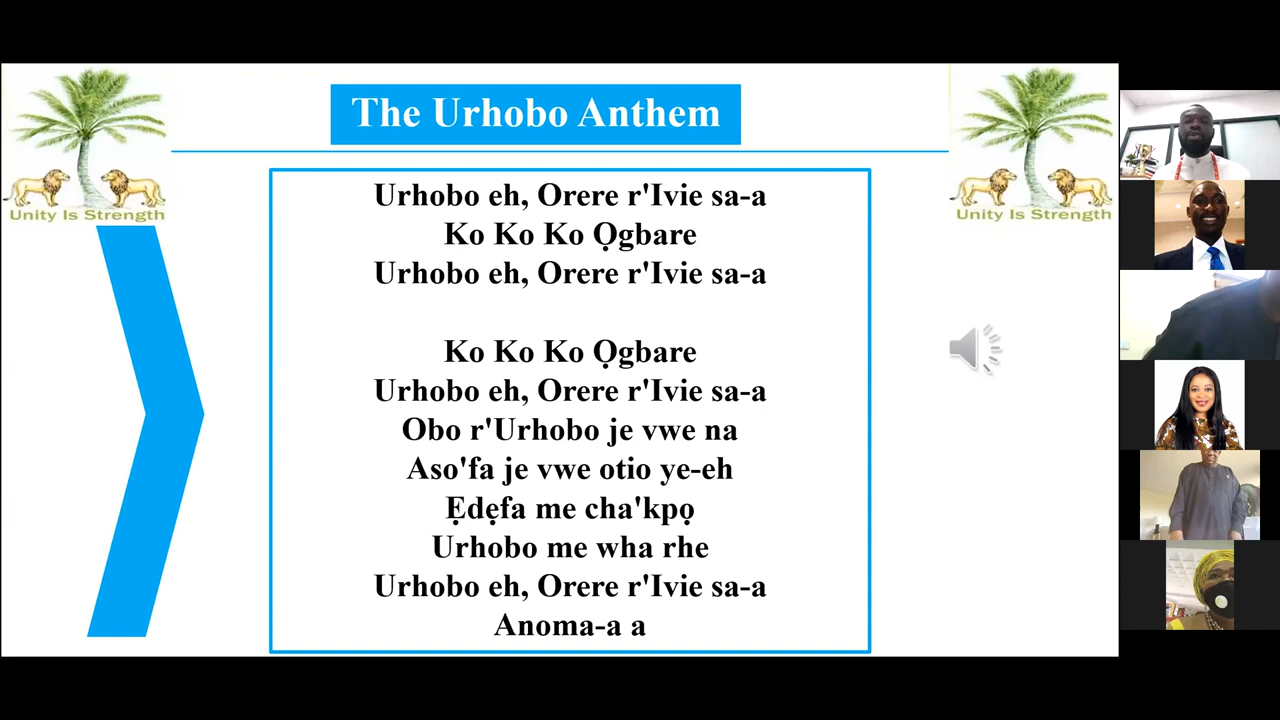 The Urhobo Anthem
Unity Is Strength
Unity Is Strength
Urhobo eh, Orere r'Ivie sa-a
Ko Ko Ko Ọgbare
Urhobo eh, Orere r'Ivie sa-a
Ko Ko Ko Ọgbare
Urhobo eh, Orere r'Ivie sa-a
Obo r'Urhobo je vwe na
Aso'fa je vwe otio ye-eh
Ẹdẹfa me cha'kpọ
Urhobo me wha rhe
Urhobo eh, Orere r'Ivie sa-a
Anoma-a a